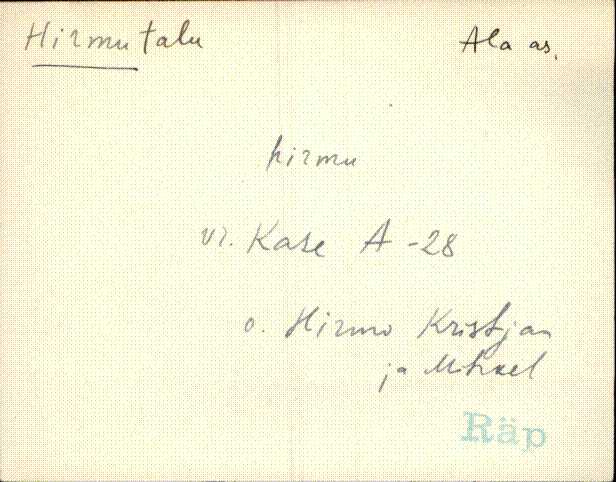 Hirmu talu Ala as.
hirmu
vr. Kase A-28
o. Hirmo Kristjan
ja Mihkel
Räp